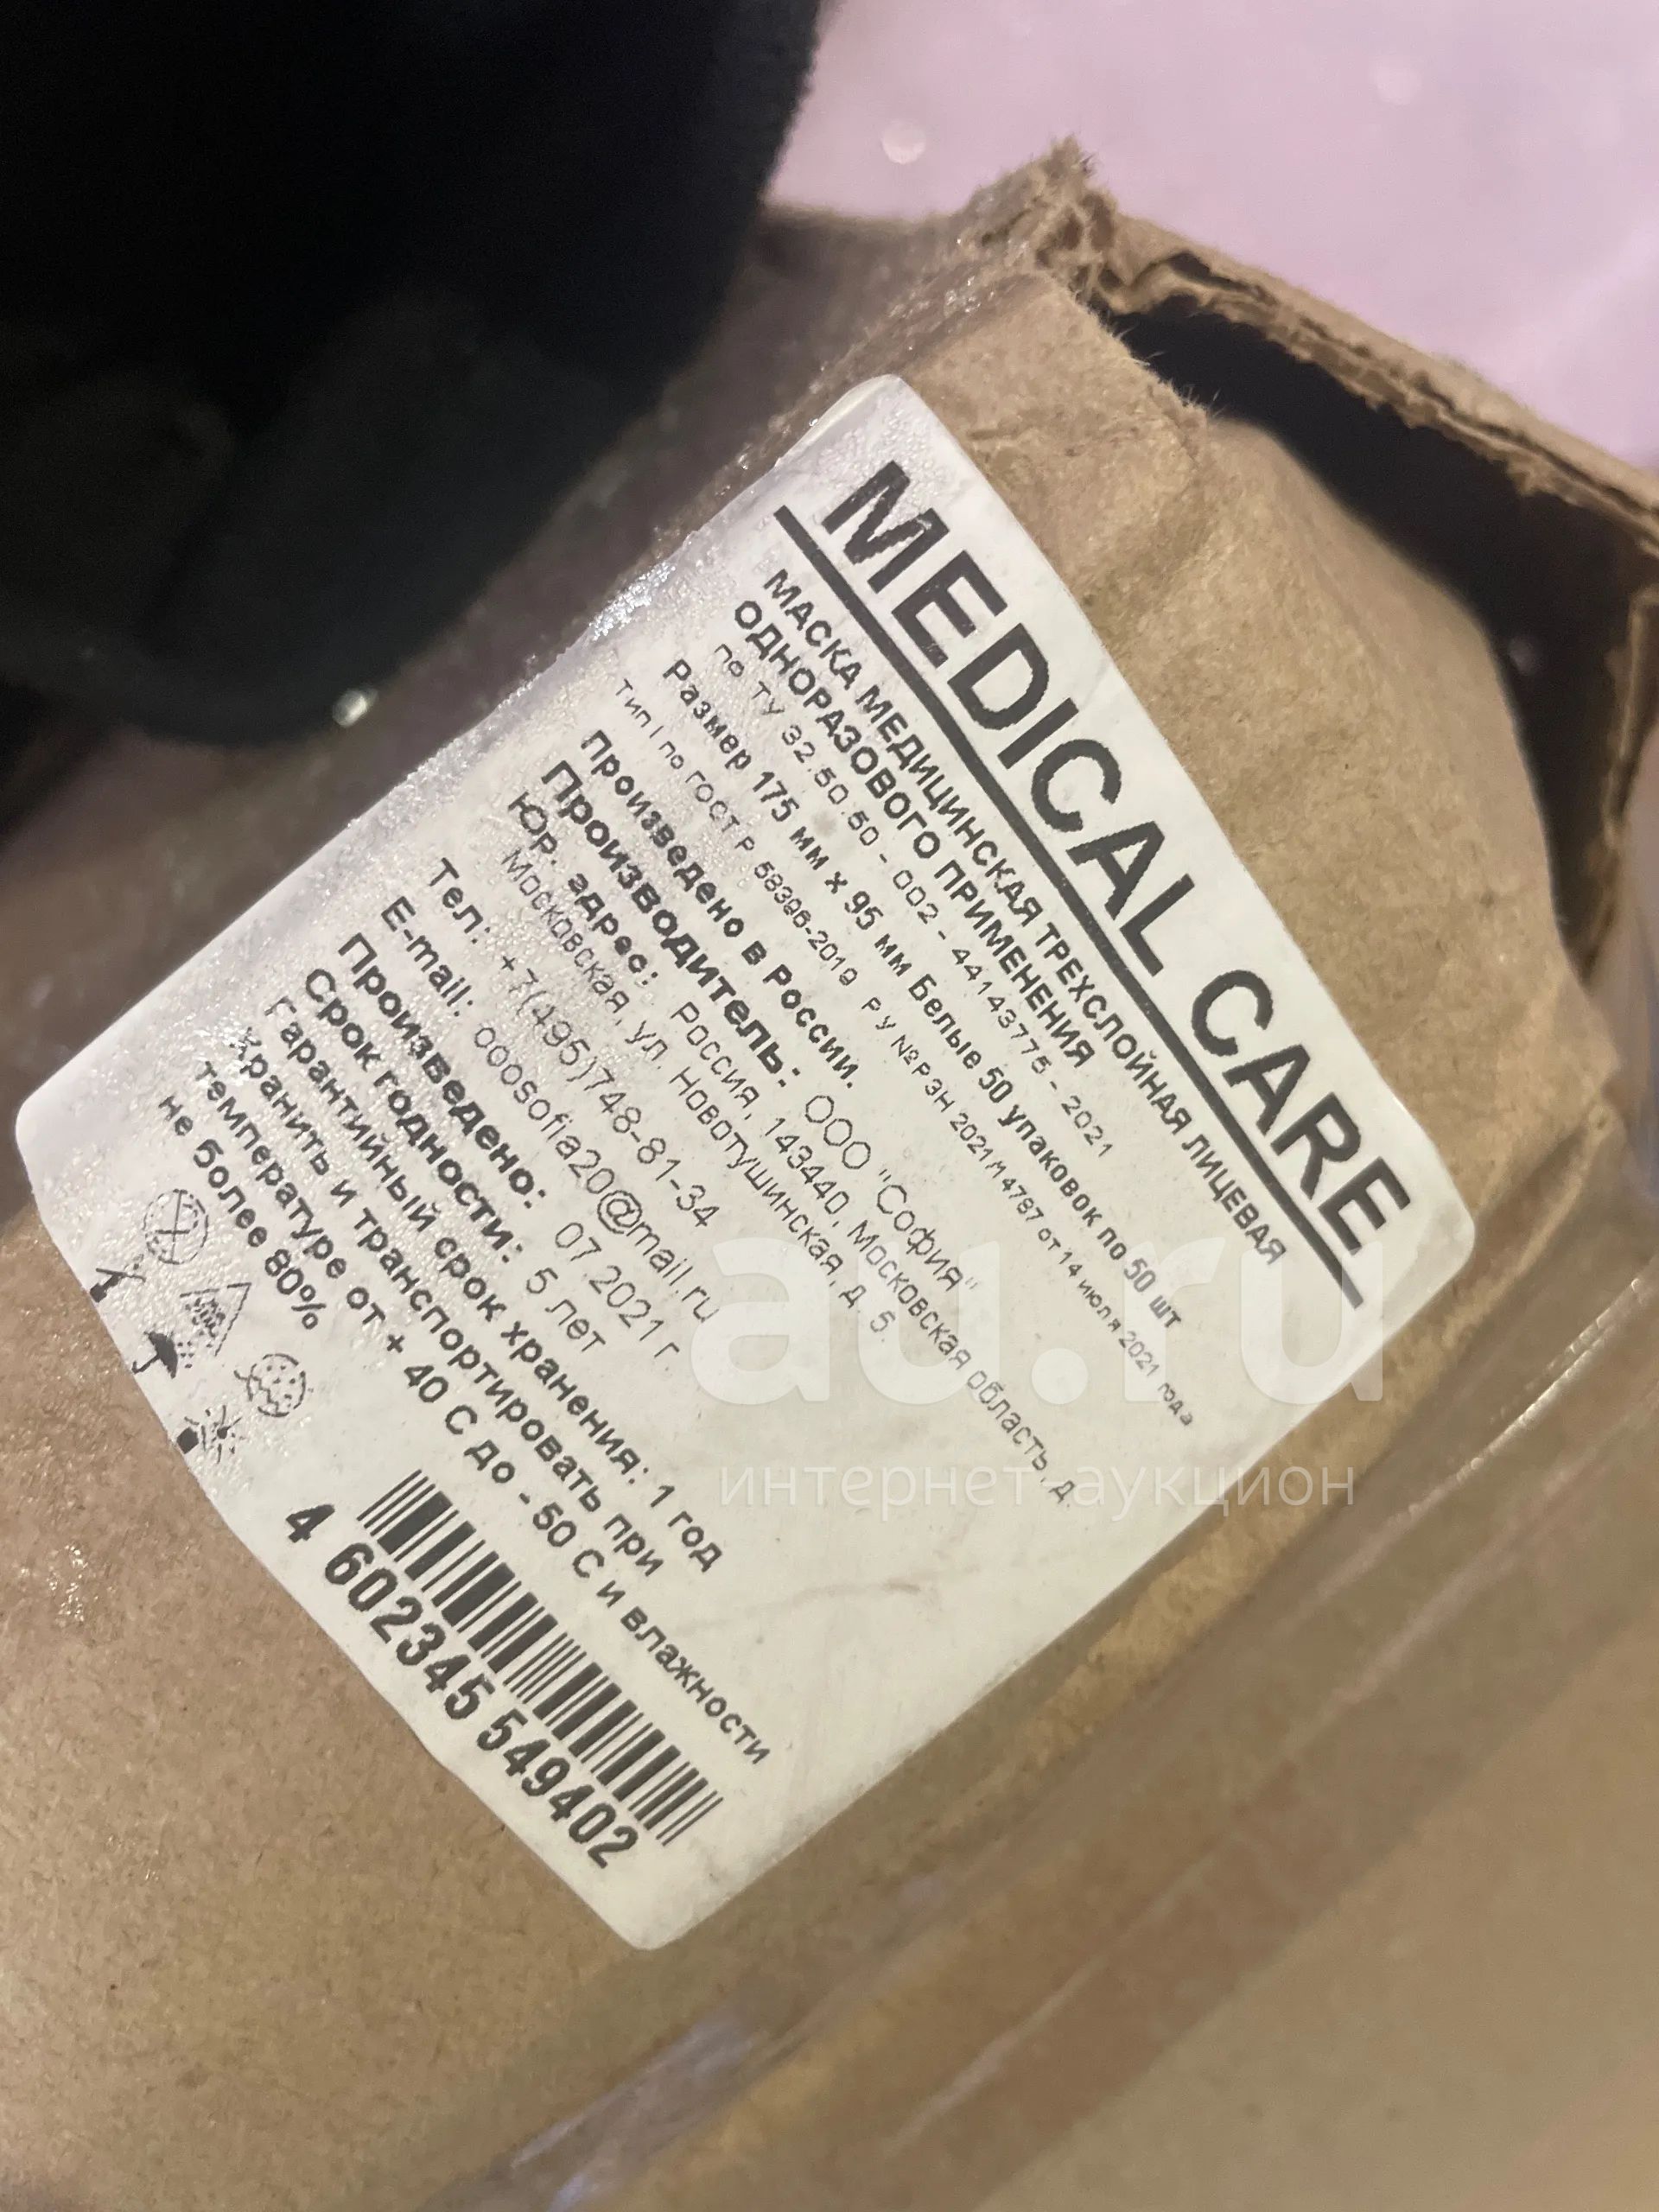 MEDICAL CARE
МАСКА МЕДИЦИНСКАЯ ТРЕХСЛОЙНАЯ ЛИЦЕВАЯ
ОДНОРАЗОВОГО ПРИМЕНЕНИЯ
по ТУ 32.50.50 - 002 - 44143775 - 2021
Размер 175 мм х 95 мм Белые 50 упаковок по 50 шт
Тип I по ГОСТ Р 58396-2019 РУ № РЗН 2021/14787 от 14 июля 2021 года
Произведено в России.
Производитель: ООО "София"
Юр. адрес: Россия, 143440, Московская область, д.
Московская, ул. Новотушинская, д. 5.
Тел: +7(495)748-81-34
E-mail: ooosofia20@mail.ru
Произведено: 07.2021 г.
Срок годности: 5 лет
Гарантийный срок хранения: 1 год
Хранить и транспортировать при
температуре от + 40 С до - 50 С и влажности
не более 80%
4 602345 549402
au.ru
интернет-аукцион